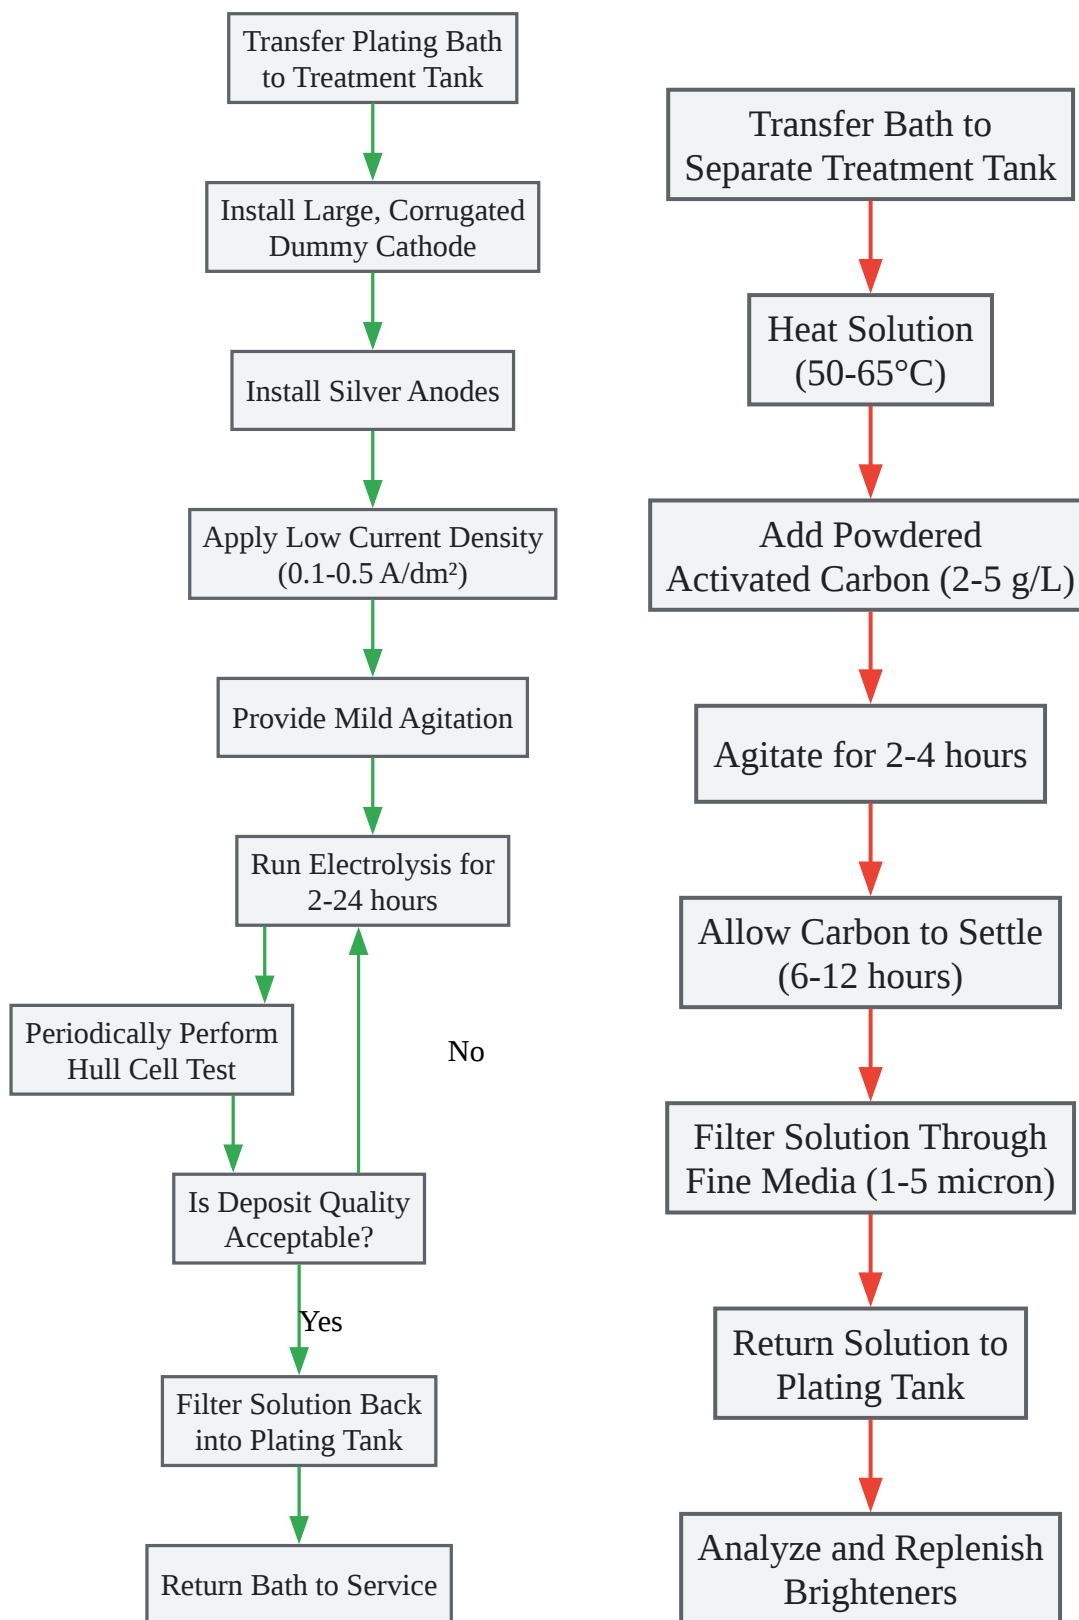 Transfer Plating Bath
to Treatment Tank
Install Large, Corrugated
Dummy Cathode
Install Silver Anodes
Apply Low Current Density
(0.1-0.5 A/dm²)
Provide Mild Agitation
Run Electrolysis for
2-24 hours
Periodically Perform
Hull Cell Test
No
Is Deposit Quality
Acceptable?
Yes
Filter Solution Back
into Plating Tank
Return Bath to Service
Transfer Bath to
Separate Treatment Tank
Heat Solution
(50-65°C)
Add Powdered
Activated Carbon (2-5 g/L)
Agitate for 2-4 hours
Allow Carbon to Settle
(6-12 hours)
Filter Solution Through
Fine Media (1-5 micron)
Return Solution to
Plating Tank
Analyze and Replenish
Brighteners